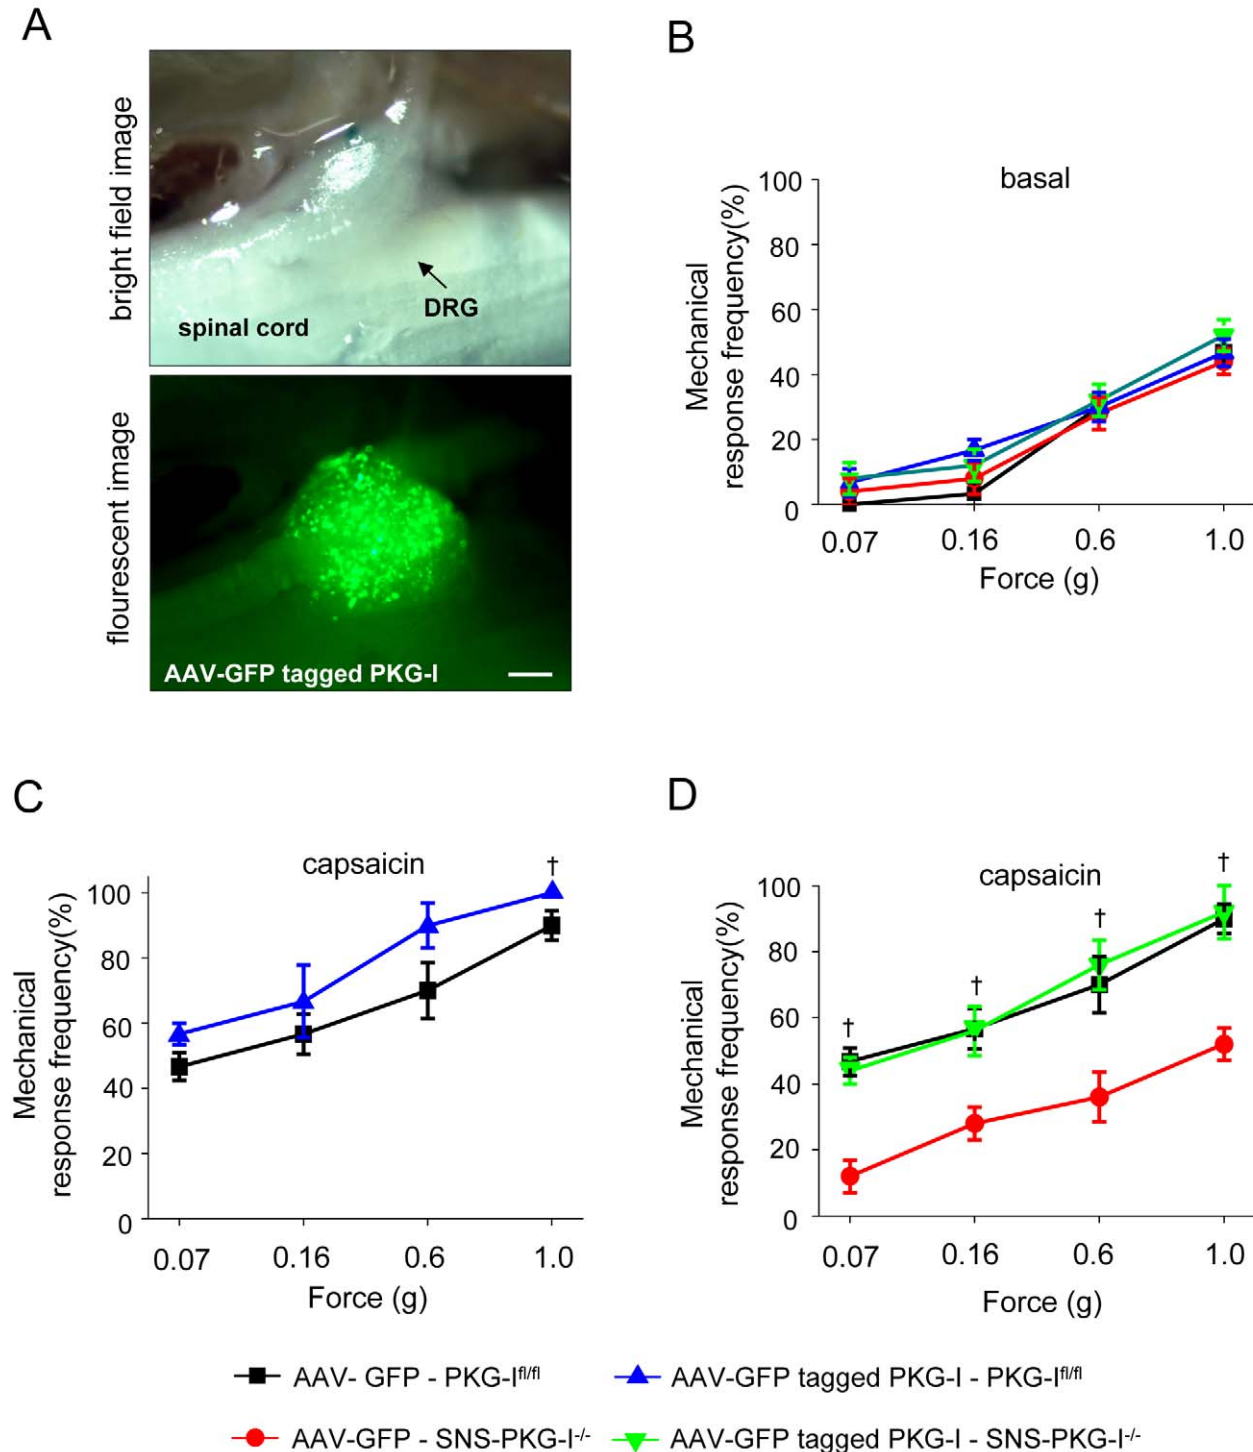 A
bright field image
DRG
spinal cord
flourescent image
AAV-GFP tagged PKG-I
B
basal
Mechanical
response frequency(%)
100
80
60
40
20
0
0.07 0.16 0.6 1.0
Force (g)
C
capsaicin
†
Mechanical
response frequency(%)
100
80
60
40
20
0
0.07 0.16 0.6 1.0
Force (g)
D
capsaicin
† † † †
Mechanical
response frequency(%)
100
80
60
40
20
0
0.07 0.16 0.6 1.0
Force (g)
AAV- GFP - PKG-I^fl/fl
AAV-GFP tagged PKG-I - PKG-I^fl/fl
AAV-GFP - SNS-PKG-I^-/-
AAV-GFP tagged PKG-I - SNS-PKG-I^-/-